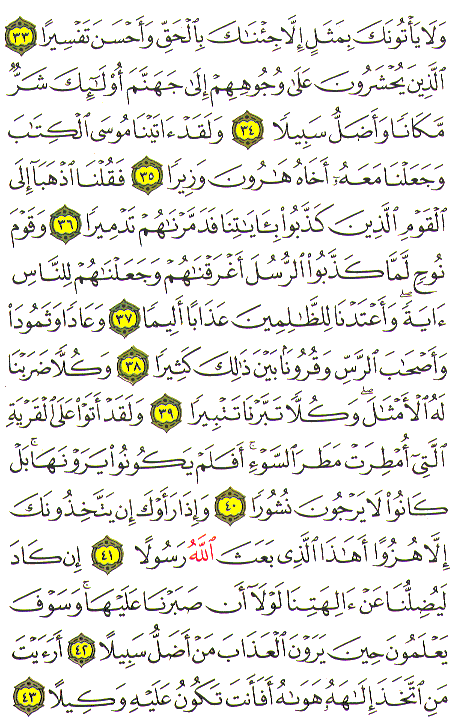 وَلَا يَأْتُونَكَ بِمَثَلٍ إِلَّا جِئْنَٰكَ بِٱلْحَقِّ وَأَحْسَنَ تَفْسِيرًا ٣٣
ٱلَّذِينَ يُحْشَرُونَ عَلَىٰ وُجُوهِهِمْ إِلَىٰ جَهَنَّمَ أُو۟لَٰٓئِكَ شَرٌّ
مَّكَانًا وَأَضَلُّ سَبِيلًا ٣٤ وَلَقَدْ ءَاتَيْنَا مُوسَى ٱلْكِتَٰبَ
وَجَعَلْنَا مَعَهُۥٓ أَخَاهُ هَٰرُونَ وَزِيرًا ٣٥ فَقُلْنَا ٱذْهَبَآ إِلَى
ٱلْقَوْمِ ٱلَّذِينَ كَذَّبُوا۟ بِـَٔايَٰتِنَا فَدَمَّرْنَٰهُمْ تَدْمِيرًا ٣٦ وَقَوْمَ
نُوحٍ لَّمَّا كَذَّبُوا۟ ٱلرُّسُلَ أَغْرَقْنَٰهُمْ وَجَعَلْنَٰهُمْ لِلنَّاسِ
ءَايَةً ۖ وَأَعْتَدْنَا لِلظَّٰلِمِينَ عَذَابًا أَلِيمًا ٣٧ وَعَادًا وَثَمُودَا۟
وَأَصْحَٰبَ ٱلرَّسِّ وَقُرُونًۢا بَيْنَ ذَٰلِكَ كَثِيرًا ٣٨ وَكُلًّا ضَرَبْنَا
لَهُ ٱلْأَمْثَٰلَ ۖ وَكُلًّا تَبَّرْنَا تَتْبِيرًا ٣٩ وَلَقَدْ أَتَوْا۟ عَلَى ٱلْقَرْيَةِ
ٱلَّتِىٓ أُمْطِرَتْ مَطَرَ ٱلسَّوْءِ ۚ أَفَلَمْ يَكُونُوا۟ يَرَوْنَهَا ۚ بَلْ
كَانُوا۟ لَا يَرْجُونَ نُشُورًا ٤٠ وَإِذَا رَأَوْكَ إِن يَتَّخِذُونَكَ
إِلَّا هُزُوًا أَهَٰذَا ٱلَّذِى بَعَثَ ٱللَّهُ رَسُولًا ٤١ إِن كَادَ
لَيُضِلُّنَا عَنْ ءَالِهَتِنَا لَوْلَآ أَن صَبَرْنَا عَلَيْهَا ۚ وَسَوْفَ
يَعْلَمُونَ حِينَ يَرَوْنَ ٱلْعَذَابَ مَنْ أَضَلُّ سَبِيلًا ٤٢ أَرَءَيْتَ
مَنِ ٱتَّخَذَ إِلَٰهَهُۥ هَوَىٰهُ أَفَأَنتَ تَكُونُ عَلَيْهِ وَكِيلًا ٤٣